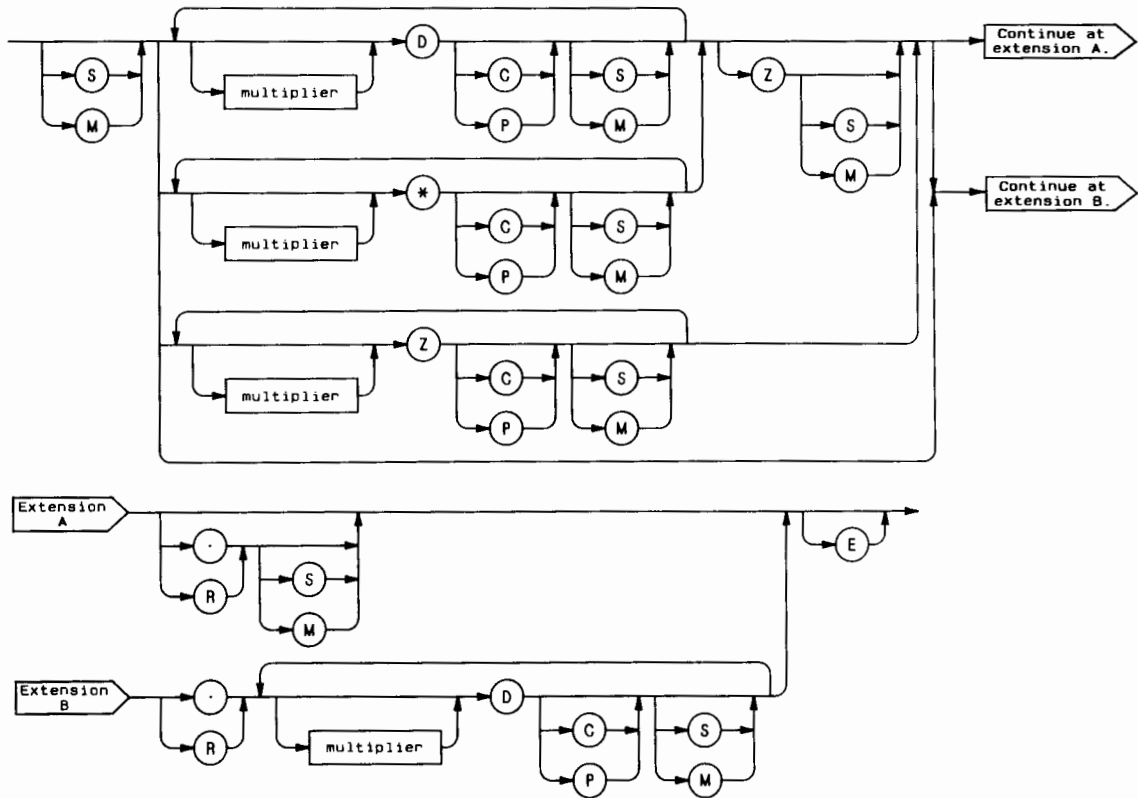 D
Continue at
extension A.
S
C
S
Z
multiplier
M
P
M
S
M
*
Continue at
extension B.
C
S
multiplier
P
M
Z
C
S
multiplier
P
M
Extension
A
.
E
R
S
M
Extension
B
.
D
R
C
S
multiplier
P
M